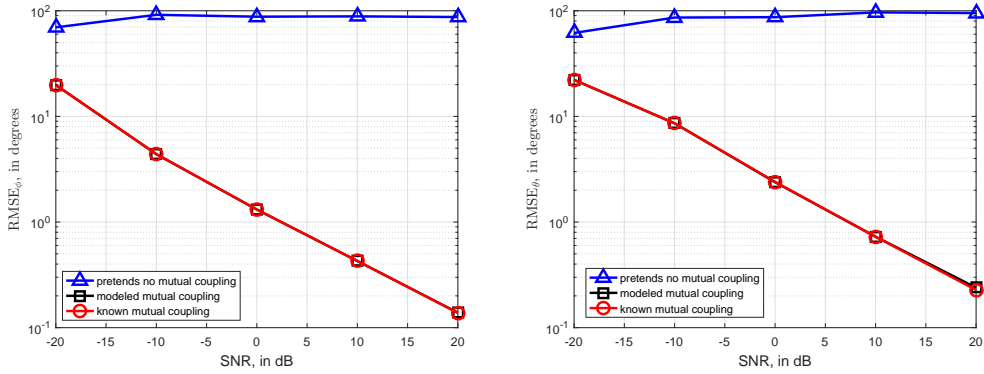 10^2
10^1
10^0
10^-1
RMSE_ϕ, in degrees
pretends no mutual coupling
modeled mutual coupling
known mutual coupling
-20 -15 -10 -5 0 5 10 15 20
SNR, in dB
10^2
10^1
10^0
10^-1
RMSE_θ, in degrees
pretends no mutual coupling
modeled mutual coupling
known mutual coupling
-20 -15 -10 -5 0 5 10 15 20
SNR, in dB